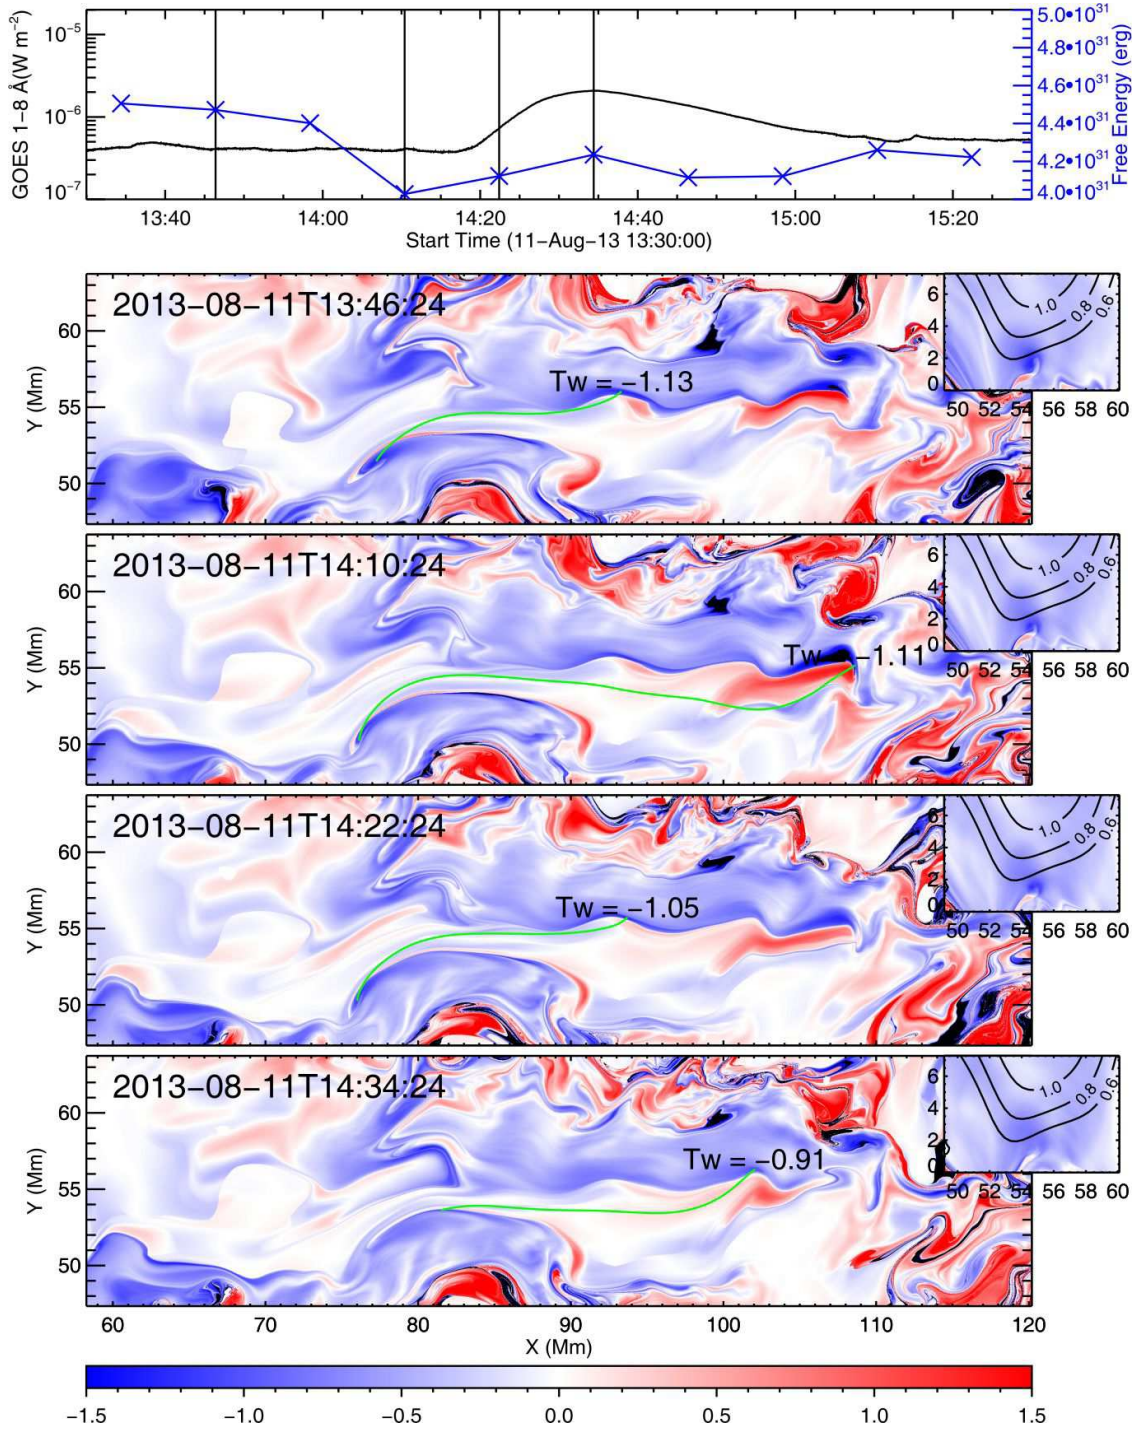 GOES 1−8 Å(W m−2)
10−5
10−6
10−7
5.0•10³¹
4.8•10³¹
4.6•10³¹
4.4•10³¹
4.2•10³¹
4.0•10³¹
Free Energy (erg)
13:40 14:00 14:20 14:40 15:00 15:20
Start Time (11−Aug−13 13:30:00)
2013−08−11T13:46:24
Tw = −1.13
Y (Mm)
60
55
50
6
4
2
0
1.0 0.8 0.6
50 52 54 56 58 60
2013−08−11T14:10:24
Tw −1.11
Y (Mm)
60
55
50
6
4
2
0
1.0 0.8 0.6
50 52 54 56 58 60
2013−08−11T14:22:24
Tw = −1.05
Y (Mm)
60
55
50
6
4
2
0
1.0 0.8 0.6
50 52 54 56 58 60
2013−08−11T14:34:24
Tw = −0.91
Y (Mm)
60
55
50
6
4
2
0
1.0 0.8 0.6
50 52 54 56 58 60
60 70 80 90 100 110 120
X (Mm)
−1.5 −1.0 −0.5 0.0 0.5 1.0 1.5